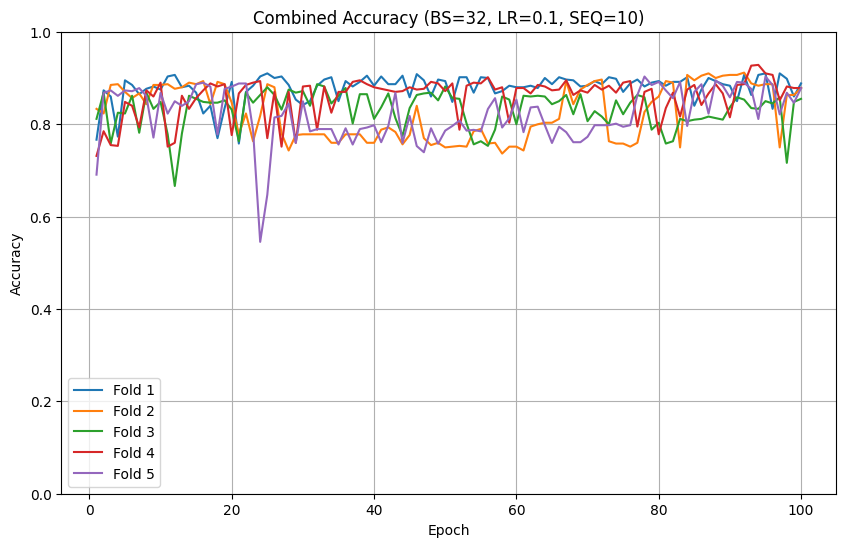 Combined Accuracy (BS=32, LR=0.1, SEQ=10)
1.0
0.8
0.6
0.4
0.2
0.0
Accuracy
Fold 1
Fold 2
Fold 3
Fold 4
Fold 5
0 20 40 60 80 100
Epoch